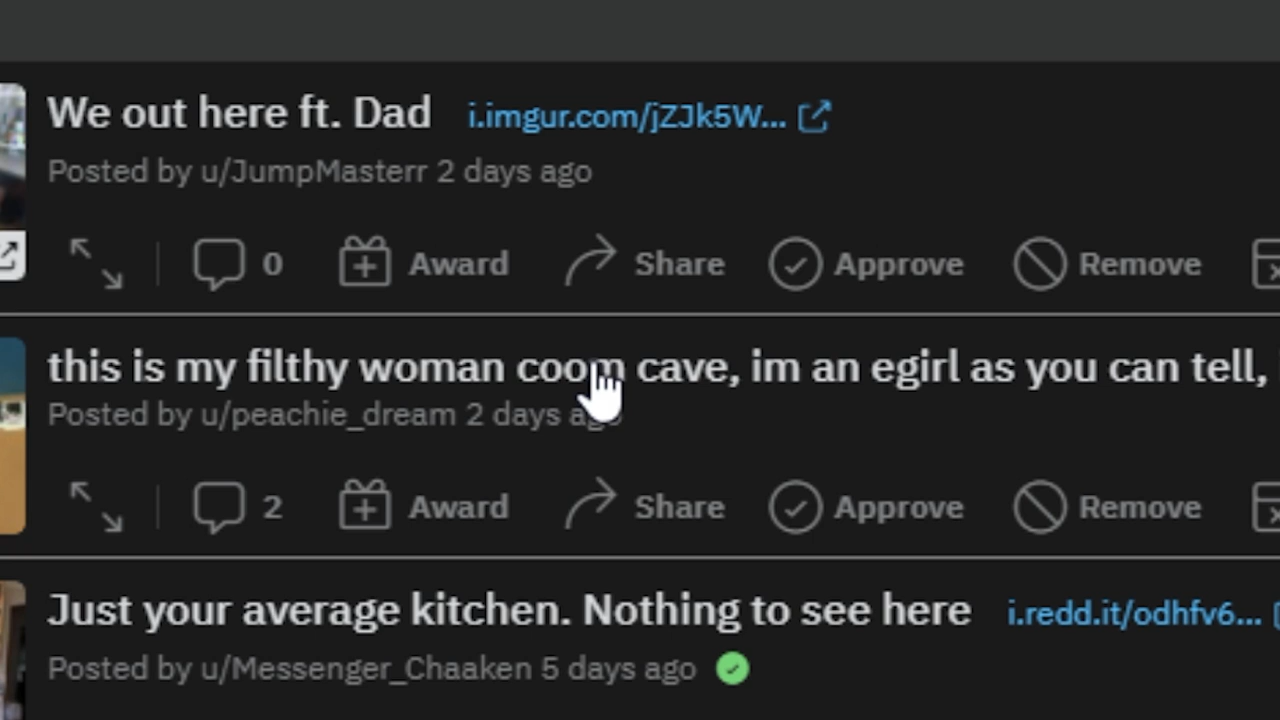 We out here ft. Dad i.imgur.com/jZJk5W...
Posted by u/JumpMasterr 2 days ago
0 Award Share Approve Remove
this is my filthy woman coom cave, im an egirl as you can tell,
Posted by u/peachie_dream 2 days ago
2 Award Share Approve Remove
Just your average kitchen. Nothing to see here i.redd.it/odhfv6...
Posted by u/Messenger_Chaaken 5 days ago